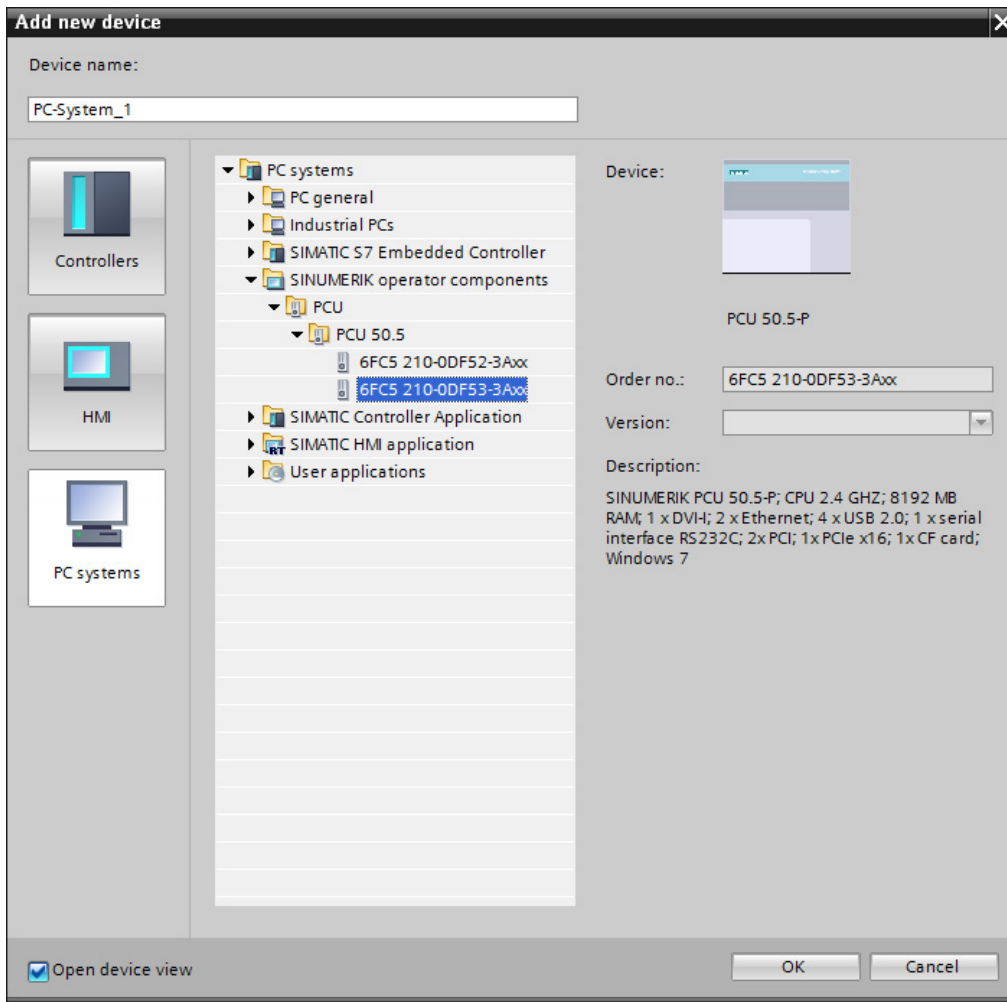 Add new device
Device name:
PC-System_1
Controllers
HMI
PC systems
PC systems
PC general
Industrial PCs
SIMATIC S7 Embedded Controller
SINUMERIK operator components
PCU
PCU 50.5
6FC5 210-0DF52-3Axx
6FC5 210-0DF53-3Axx
SIMATIC Controller Application
RT
SIMATIC HMI application
User applications
Device:
PCU 50.5-P
Order no.:
6FC5 210-0DF53-3Axx
Version:
Description:
SINUMERIK PCU 50.5-P; CPU 2.4 GHZ; 8192 MB
RAM; 1 x DVI-I; 2 x Ethernet; 4 x USB 2.0; 1 x serial
interface RS232C; 2x PCI; 1x PCIe x16; 1x CF card;
Windows 7
Open device view
OK
Cancel